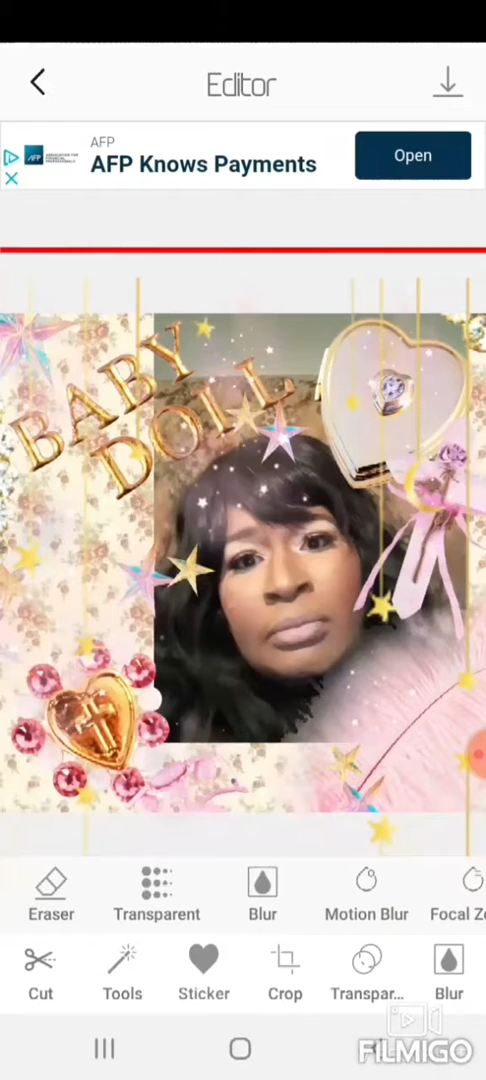 Editor
AFP
AFP Knows Payments
Open
BABY
DOLL
Eraser
Transparent
Blur
Motion Blur
Focal Ze
Cut
Tools
Sticker
Crop
Transpar...
Blur
FILMIGO